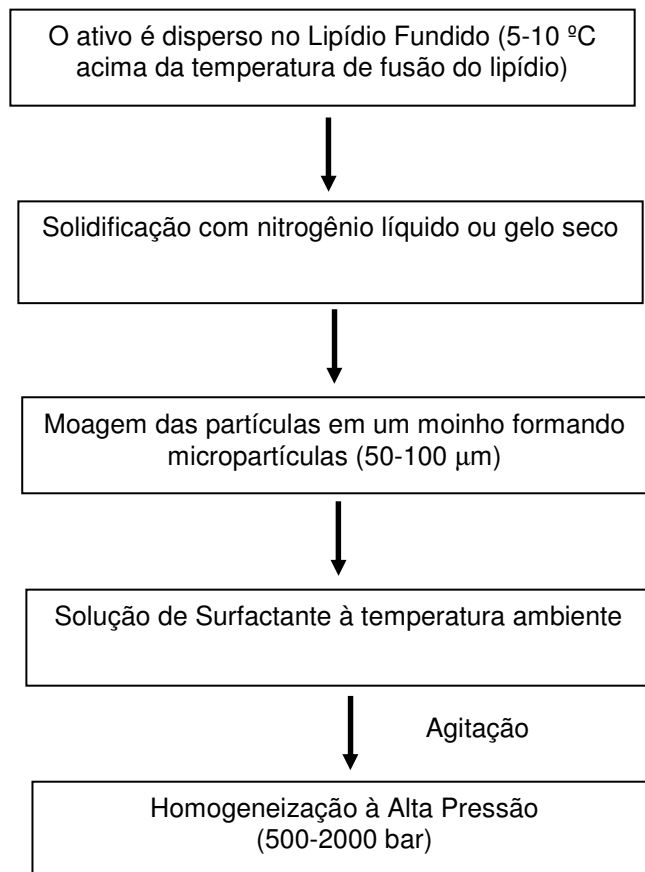 O ativo é disperso no Lipídio Fundido (5-10 ºC
acima da temperatura de fusão do lipídio)
Solidificação com nitrogênio líquido ou gelo seco
Moagem das partículas em um moinho formando
micropartículas (50-100 µm)
Solução de Surfactante à temperatura ambiente
Agitação
Homogeneização à Alta Pressão
(500-2000 bar)